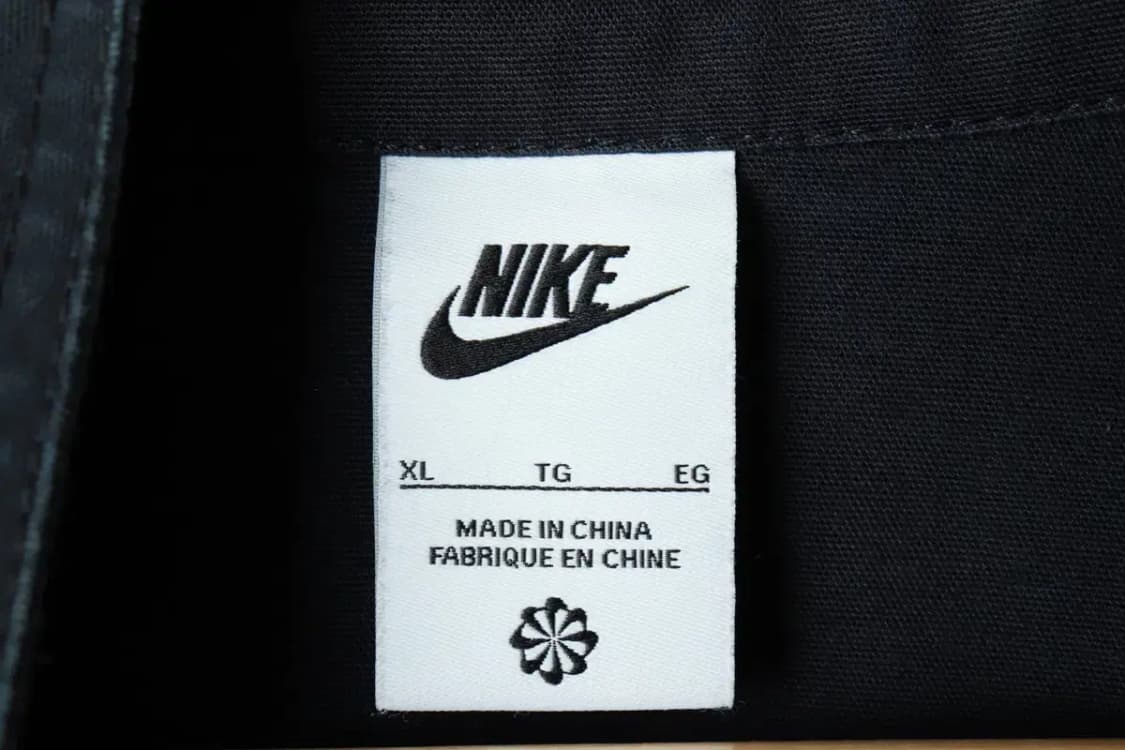 NIKE
XL TG EG
MADE IN CHINA
FABRIQUE EN CHINE